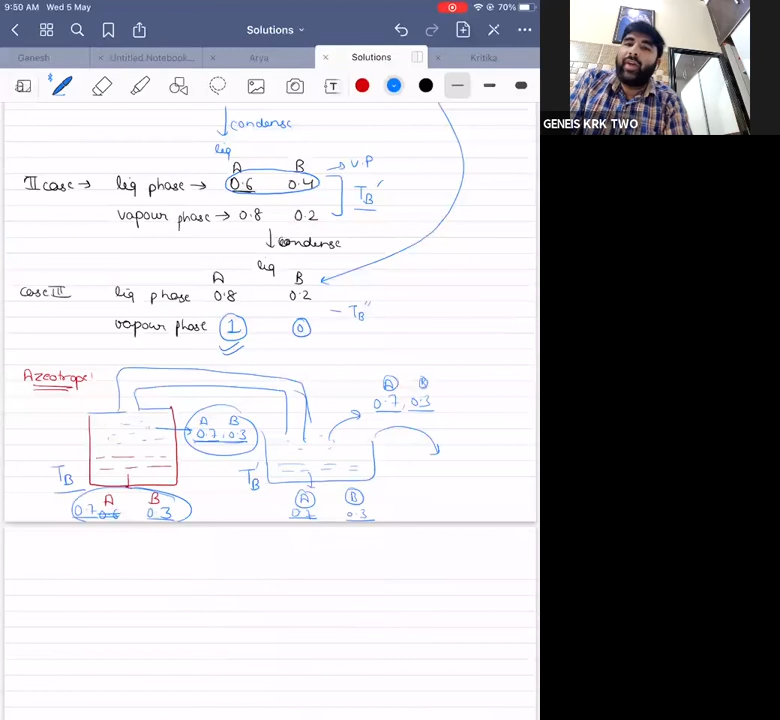 9:50 AM Wed 5 May
70%
Solutions
Ganesh
Untitled Notebook...
Arya
Solutions
Kritika
GENEIS KRK TWO
condense
liq
A B → V.P
II case → liq phase → 0.6 0.4 TB'
vapour phase → 0.8 0.2
condense
liq
A B
case III liq phase 0.8 0.2
vapour phase 1 0 - TB''
Azeotrope:
A B
0.7, 0.3
A B
0.7, 0.3
TB
TB'
A B
0.7 0.6 0.3
A B
0.7 0.3